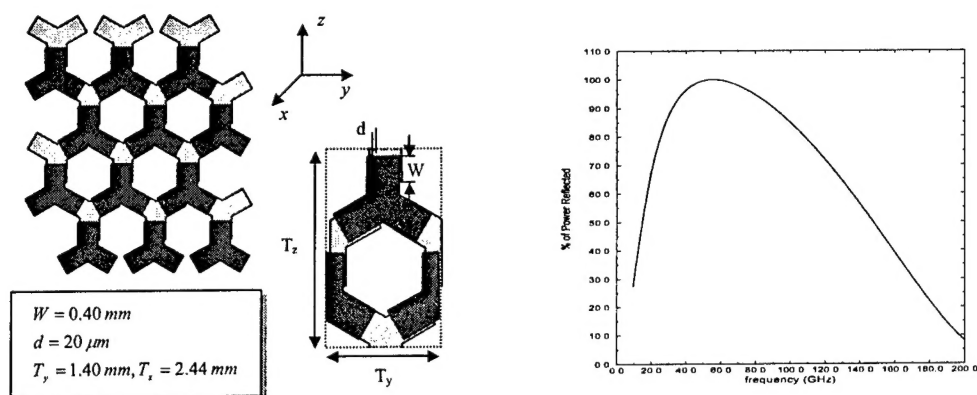 z
y
x
d
W
T_z
T_y
W = 0.40 mm
d = 20 μm
T_y = 1.40 mm, T_z = 2.44 mm
110.0
100.0
90.0
80.0
70.0
60.0
50.0
40.0
30.0
20.0
10.0
00.0
% of Power Reflected
00.0 20.0 40.0 60.0 80.0 100.0 120.0 140.0 160.0 180.0 200.0
frequency (GHz)